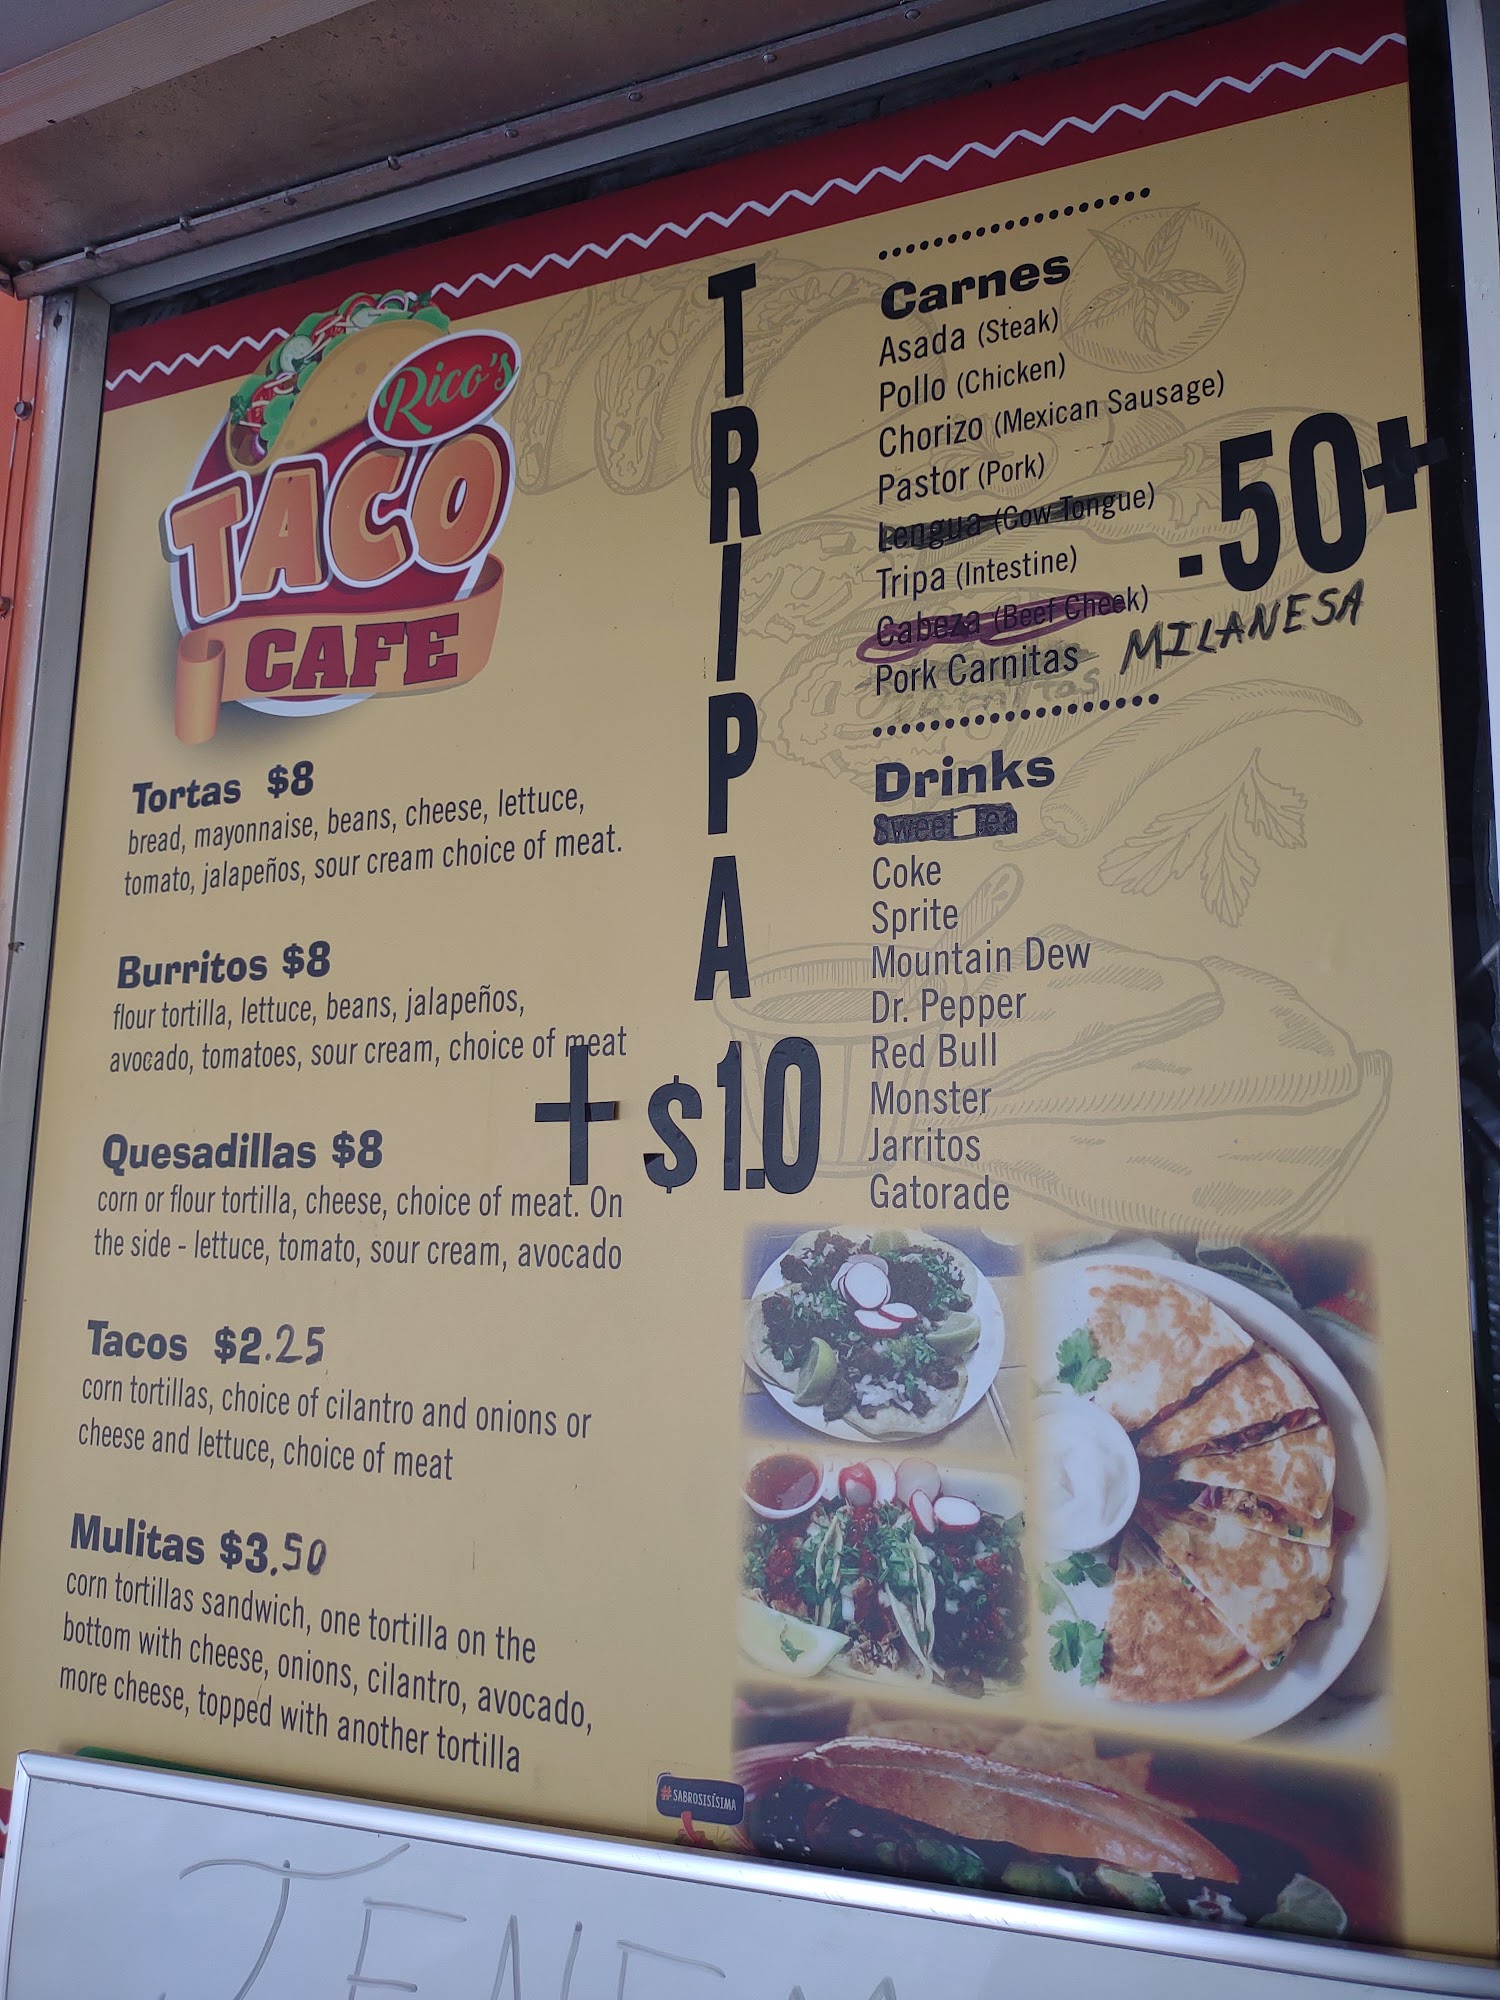 Rico's
TACO
CAFE
Tortas $8
bread, mayonnaise, beans, cheese, lettuce,
tomato, jalapeños, sour cream choice of meat.
Burritos $8
flour tortilla, lettuce, beans, jalapeños,
avocado, tomatoes, sour cream, choice of meat
Quesadillas $8
corn or flour tortilla, cheese, choice of meat. On
the side - lettuce, tomato, sour cream, avocado
Tacos $2.25
corn tortillas, choice of cilantro and onions or
cheese and lettuce, choice of meat
Mulitas $3.50
corn tortillas sandwich, one tortilla on the
bottom with cheese, onions, cilantro, avocado,
more cheese, topped with another tortilla
TRIPA
+$1.0
Carnes
Asada (Steak)
Pollo (Chicken)
Chorizo (Mexican Sausage)
Pastor (Pork)
Lengua (Cow Tongue)
Tripa (Intestine)
Cabeza (Beef Cheek)
Pork Carnitas
.50+
MILANESA
Drinks
Sweet Tea
Coke
Sprite
Mountain Dew
Dr. Pepper
Red Bull
Monster
Jarritos
Gatorade
#SABROSISÍSIMA